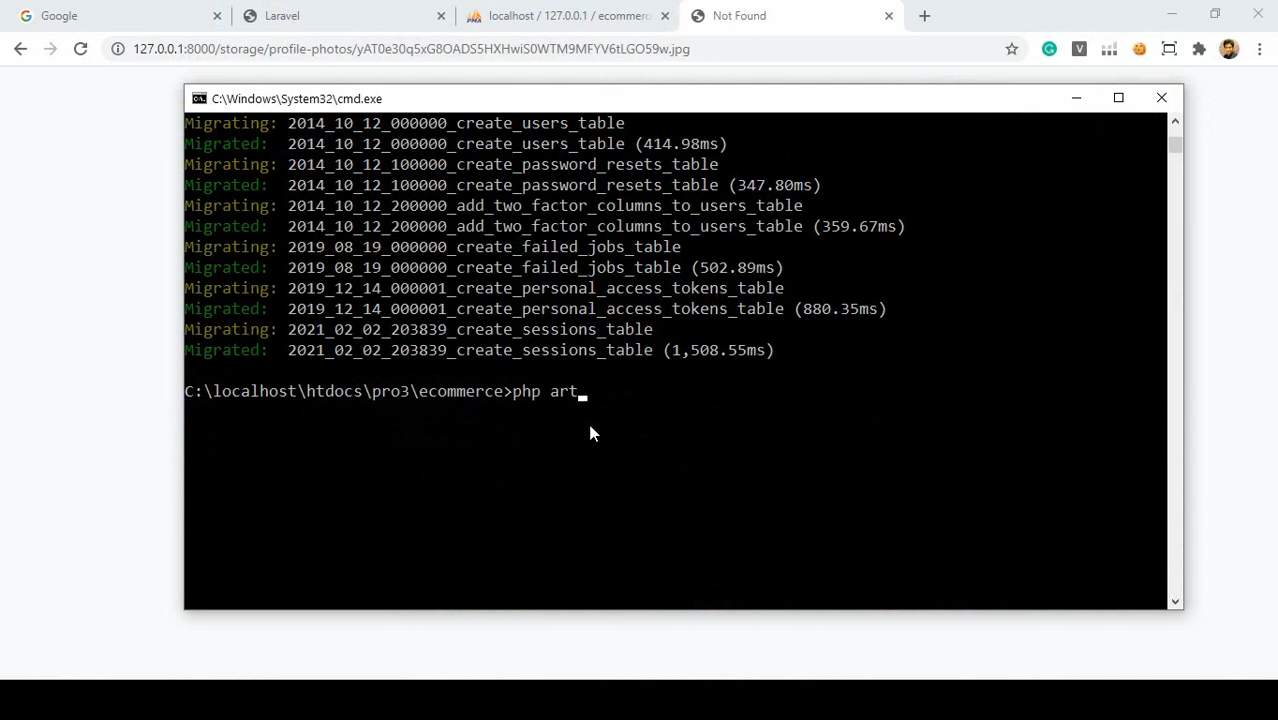 Google
Laravel
localhost / 127.0.0.1 / ecommerc
Not Found
127.0.0.1:8000/storage/profile-photos/yAT0e30q5xG8OADS5HXHwiS0WTM9MFYV6tLGO59w.jpg
C:\Windows\System32\cmd.exe
Migrating: 2014_10_12_000000_create_users_table
Migrated:  2014_10_12_000000_create_users_table (414.98ms)
Migrating: 2014_10_12_100000_create_password_resets_table
Migrated:  2014_10_12_100000_create_password_resets_table (347.80ms)
Migrating: 2014_10_12_200000_add_two_factor_columns_to_users_table
Migrated:  2014_10_12_200000_add_two_factor_columns_to_users_table (359.67ms)
Migrating: 2019_08_19_000000_create_failed_jobs_table
Migrated:  2019_08_19_000000_create_failed_jobs_table (502.89ms)
Migrating: 2019_12_14_000001_create_personal_access_tokens_table
Migrated:  2019_12_14_000001_create_personal_access_tokens_table (880.35ms)
Migrating: 2021_02_02_203839_create_sessions_table
Migrated:  2021_02_02_203839_create_sessions_table (1,508.55ms)
C:\localhost\htdocs\pro3\ecommerce>php art